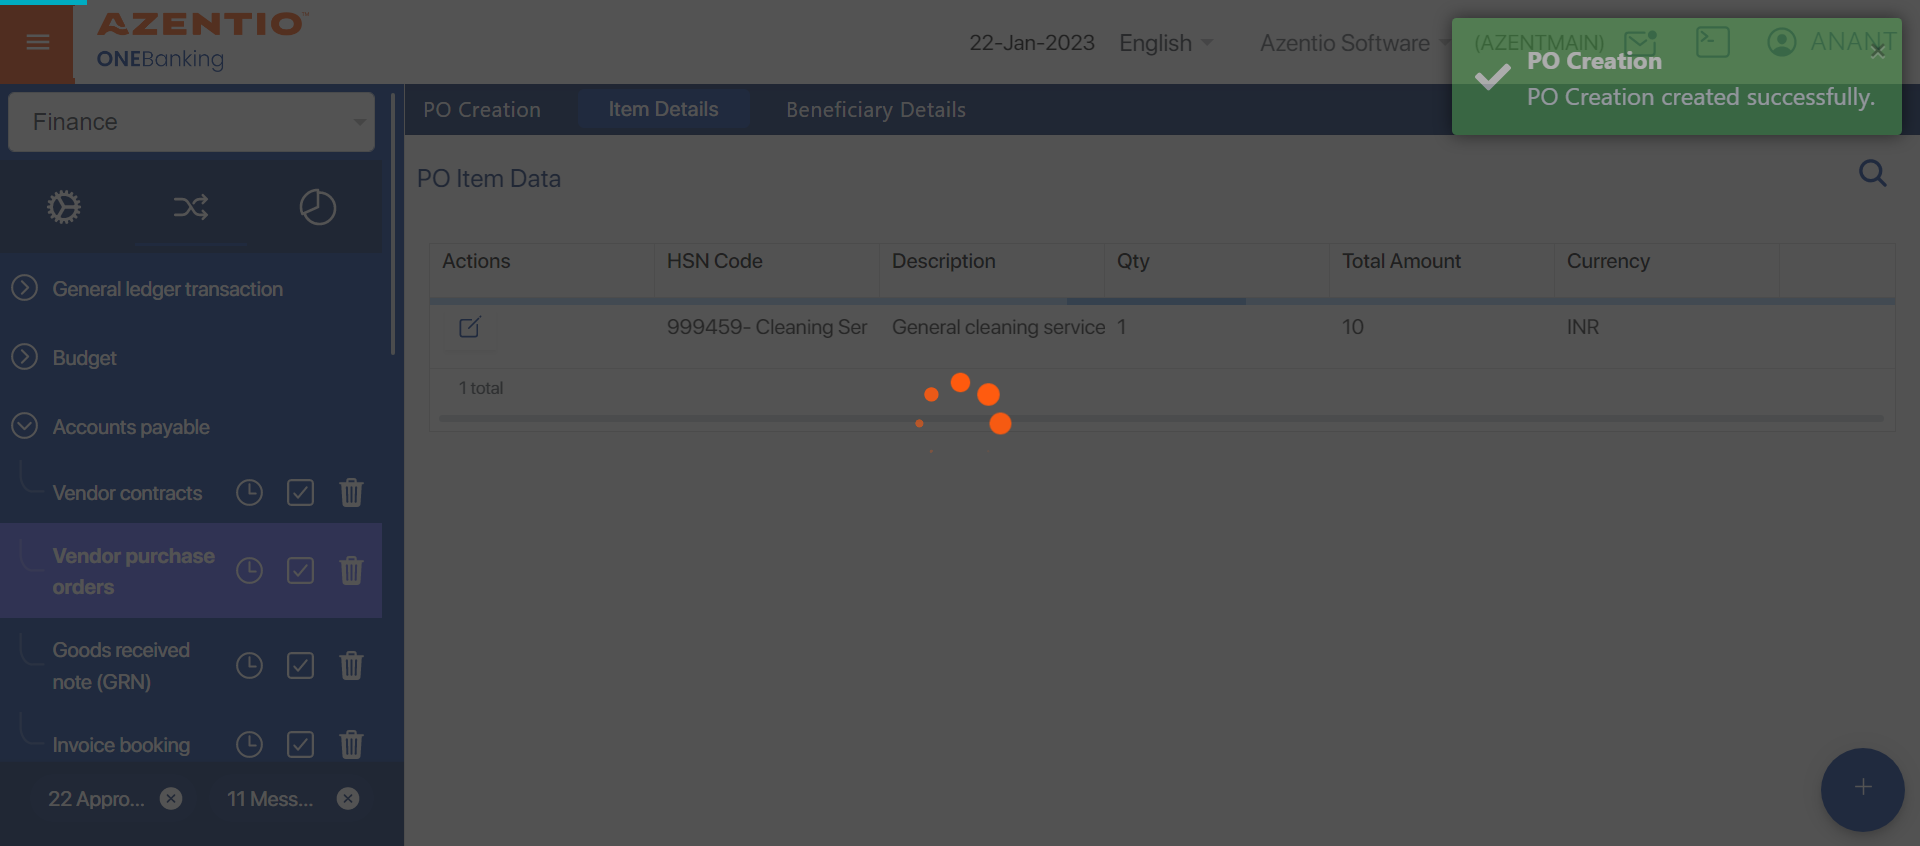 AZENTIO™
ONEBanking
22-Jan-2023 English Azentio Software (AZENTMAIN) ANANT
PO Creation
PO Creation created successfully.
Finance
PO Creation Item Details Beneficiary Details
PO Item Data
Actions HSN Code Description Qty Total Amount Currency
999459- Cleaning Ser General cleaning service 1 10 INR
1 total
General ledger transaction
Budget
Accounts payable
Vendor contracts
Vendor purchase
orders
Goods received
note (GRN)
Invoice booking
22 Appro... 11 Mess...